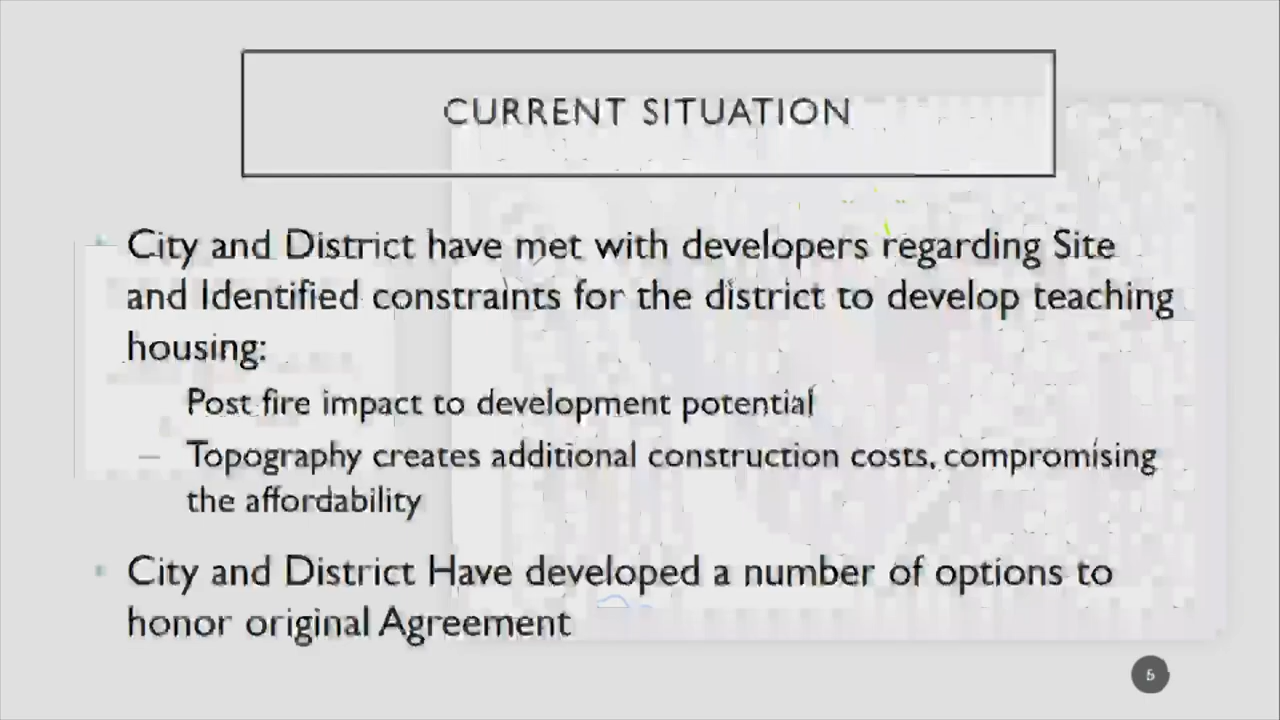 CURRENT SITUATION
City and District have met with developers regarding Site
and Identified constraints for the district to develop teaching
housing:
Post fire impact to development potential
– Topography creates additional construction costs, compromising
the affordability
City and District Have developed a number of options to
honor original Agreement
5